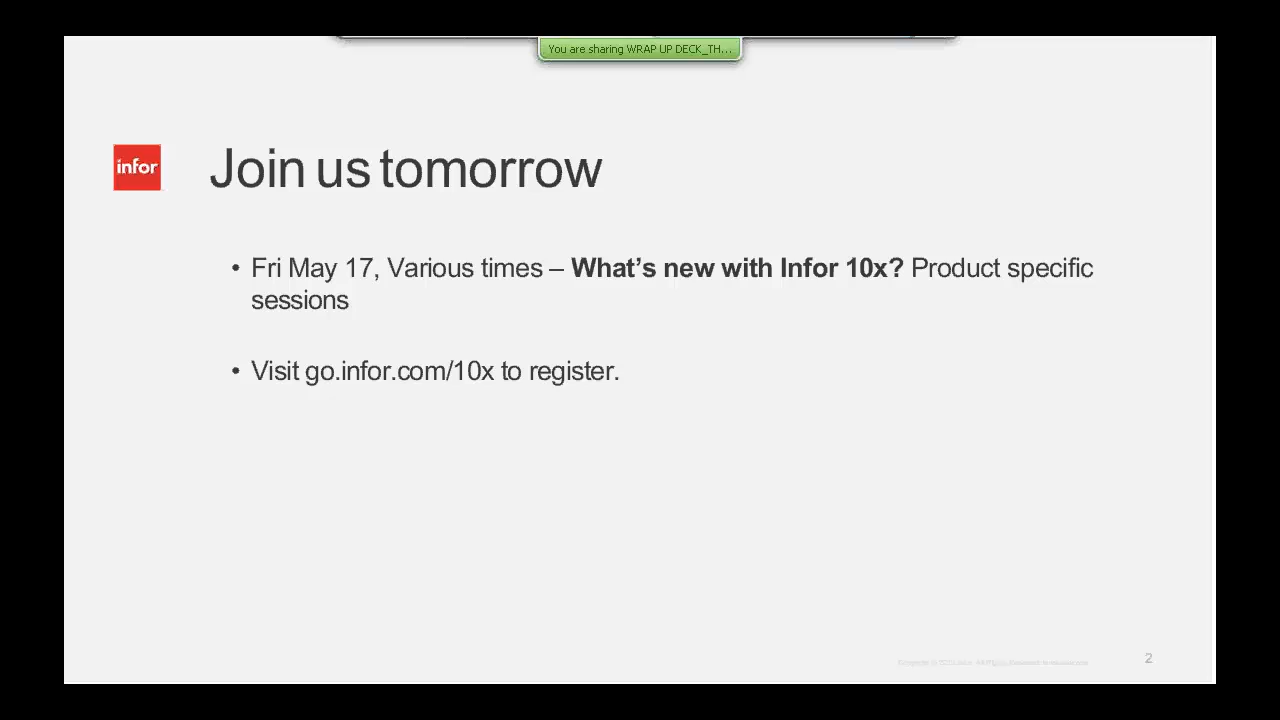 You are sharing WRAP UP DECK_TH...
infor
Join us tomorrow
• Fri May 17, Various times – What's new with Infor 10x? Product specific
sessions
• Visit go.infor.com/10x to register.
2